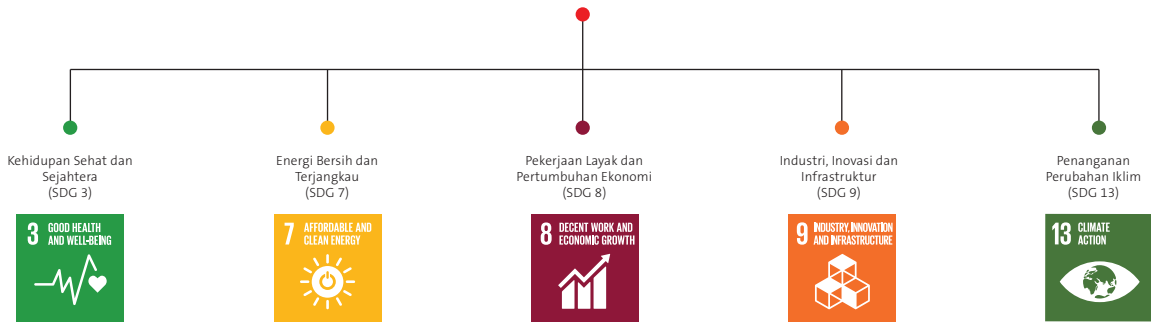 Kehidupan Sehat dan
Sejahtera
(SDG 3)
Energi Bersih dan
Terjangkau
(SDG 7)
Pekerjaan Layak dan
Pertumbuhan Ekonomi
(SDG 8)
Industri, Inovasi dan
Infrastruktur
(SDG 9)
Penanganan
Perubahan Iklim
(SDG 13)
3 GOOD HEALTH
AND WELL-BEING
7 AFFORDABLE AND
CLEAN ENERGY
8 DECENT WORK AND
ECONOMIC GROWTH
9 INDUSTRY, INNOVATION
AND INFRASTRUCTURE
13 CLIMATE
ACTION